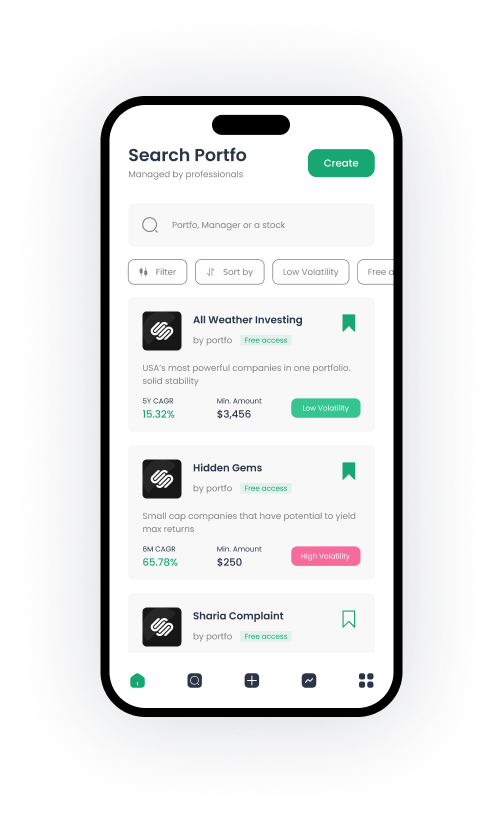 Search Portfo
Managed by professionals
Create
Portfo, Manager or a stock
Filter
Sort by
Low Volatility
Free a
All Weather Investing
by portfo
Free access
USA's most powerful companies in one portfolio.
solid stability
5Y CAGR
15.32%
Min. Amount
$3,456
Low Volatility
Hidden Gems
by portfo
Free access
Small cap companies that have potential to yield
max returns
6M CAGR
65.78%
Min. Amount
$250
High Volatility
Sharia Complaint
by portfo
Free access